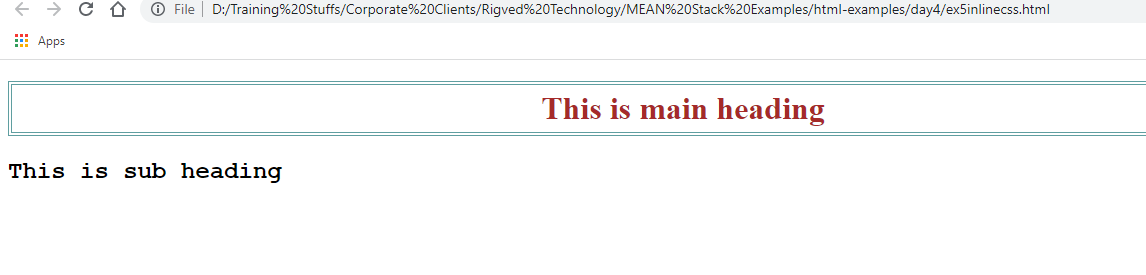 File D:/Training%20Stuffs/Corporate%20Clients/Rigved%20Technology/MEAN%20Stack%20Examples/html-examples/day4/ex5inlinecss.html
Apps
This is main heading
This is sub heading